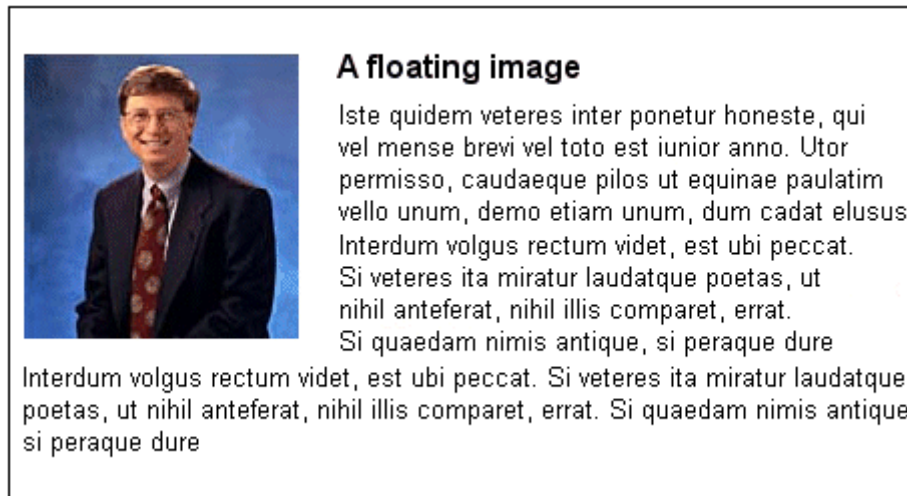 A floating image
Iste quidem veteres inter ponetur honeste, qui
vel mense brevi vel toto est iunior anno. Utor
permisso, caudaeque pilos ut equinae paulatim
vello unum, demo etiam unum, dum cadat elusus
Interdum volgus rectum videt, est ubi peccat.
Si veteres ita miratur laudatque poetas, ut
nihil anteferat, nihil illis comparet, errat.
Si quaedam nimis antique, si peraque dure
Interdum volgus rectum videt, est ubi peccat. Si veteres ita miratur laudatque
poetas, ut nihil anteferat, nihil illis comparet, errat. Si quaedam nimis antique
si peraque dure